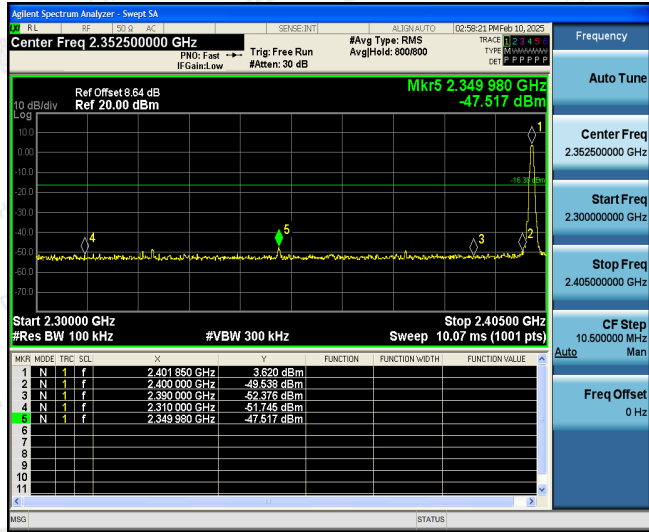 Agilent Spectrum Analyzer - Swept SA
LXI RL RF 50 Ω AC SENSE:INT ALIGN AUTO 02:58:21 PM Feb 10, 2025
Center Freq 2.352500000 GHz
PNO: Fast
IFGain:Low
Trig: Free Run
#Atten: 30 dB
#Avg Type: RMS
Avg|Hold: 800/800
TRACE 1 2 3 4 5 6
TYPE M
DET P P P P P P
Ref Offset 8.64 dB
Ref 20.00 dBm
10 dB/div
Log
Mkr5 2.349 980 GHz
-47.517 dBm
10.0
0.00
-10.0
-20.0
-30.0
-40.0
-50.0
-60.0
-70.0
1
2
3
4
5
Start 2.30000 GHz
Stop 2.40500 GHz
#Res BW 100 kHz #VBW 300 kHz Sweep 10.07 ms (1001 pts)
MKR MODE TRC SCL X Y FUNCTION FUNCTION WIDTH FUNCTION VALUE
1 N 1 f 2.401 850 GHz 3.620 dBm
2 N 1 f 2.400 000 GHz -49.538 dBm
3 N 1 f 2.390 000 GHz -52.376 dBm
4 N 1 f 2.310 000 GHz -51.745 dBm
5 N 1 f 2.349 980 GHz -47.517 dBm
6
7
8
9
10
11
MSG STATUS
Frequency
Auto Tune
Center Freq
2.352500000 GHz
Start Freq
2.300000000 GHz
Stop Freq
2.405000000 GHz
CF Step
10.500000 MHz
Auto Man
Freq Offset
0 Hz